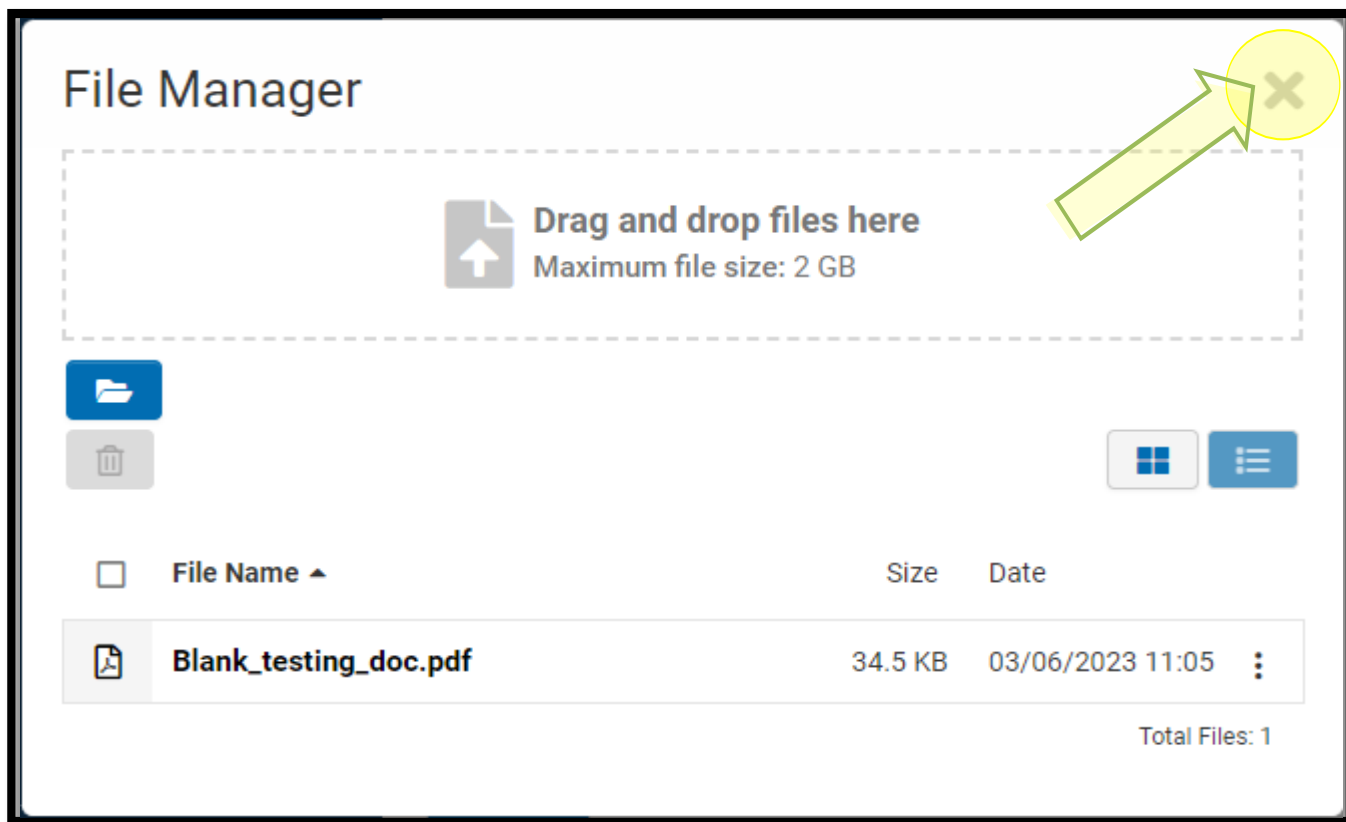 File Manager
Drag and drop files here
Maximum file size: 2 GB
File Name Size Date
Blank_testing_doc.pdf 34.5 KB 03/06/2023 11:05
Total Files: 1